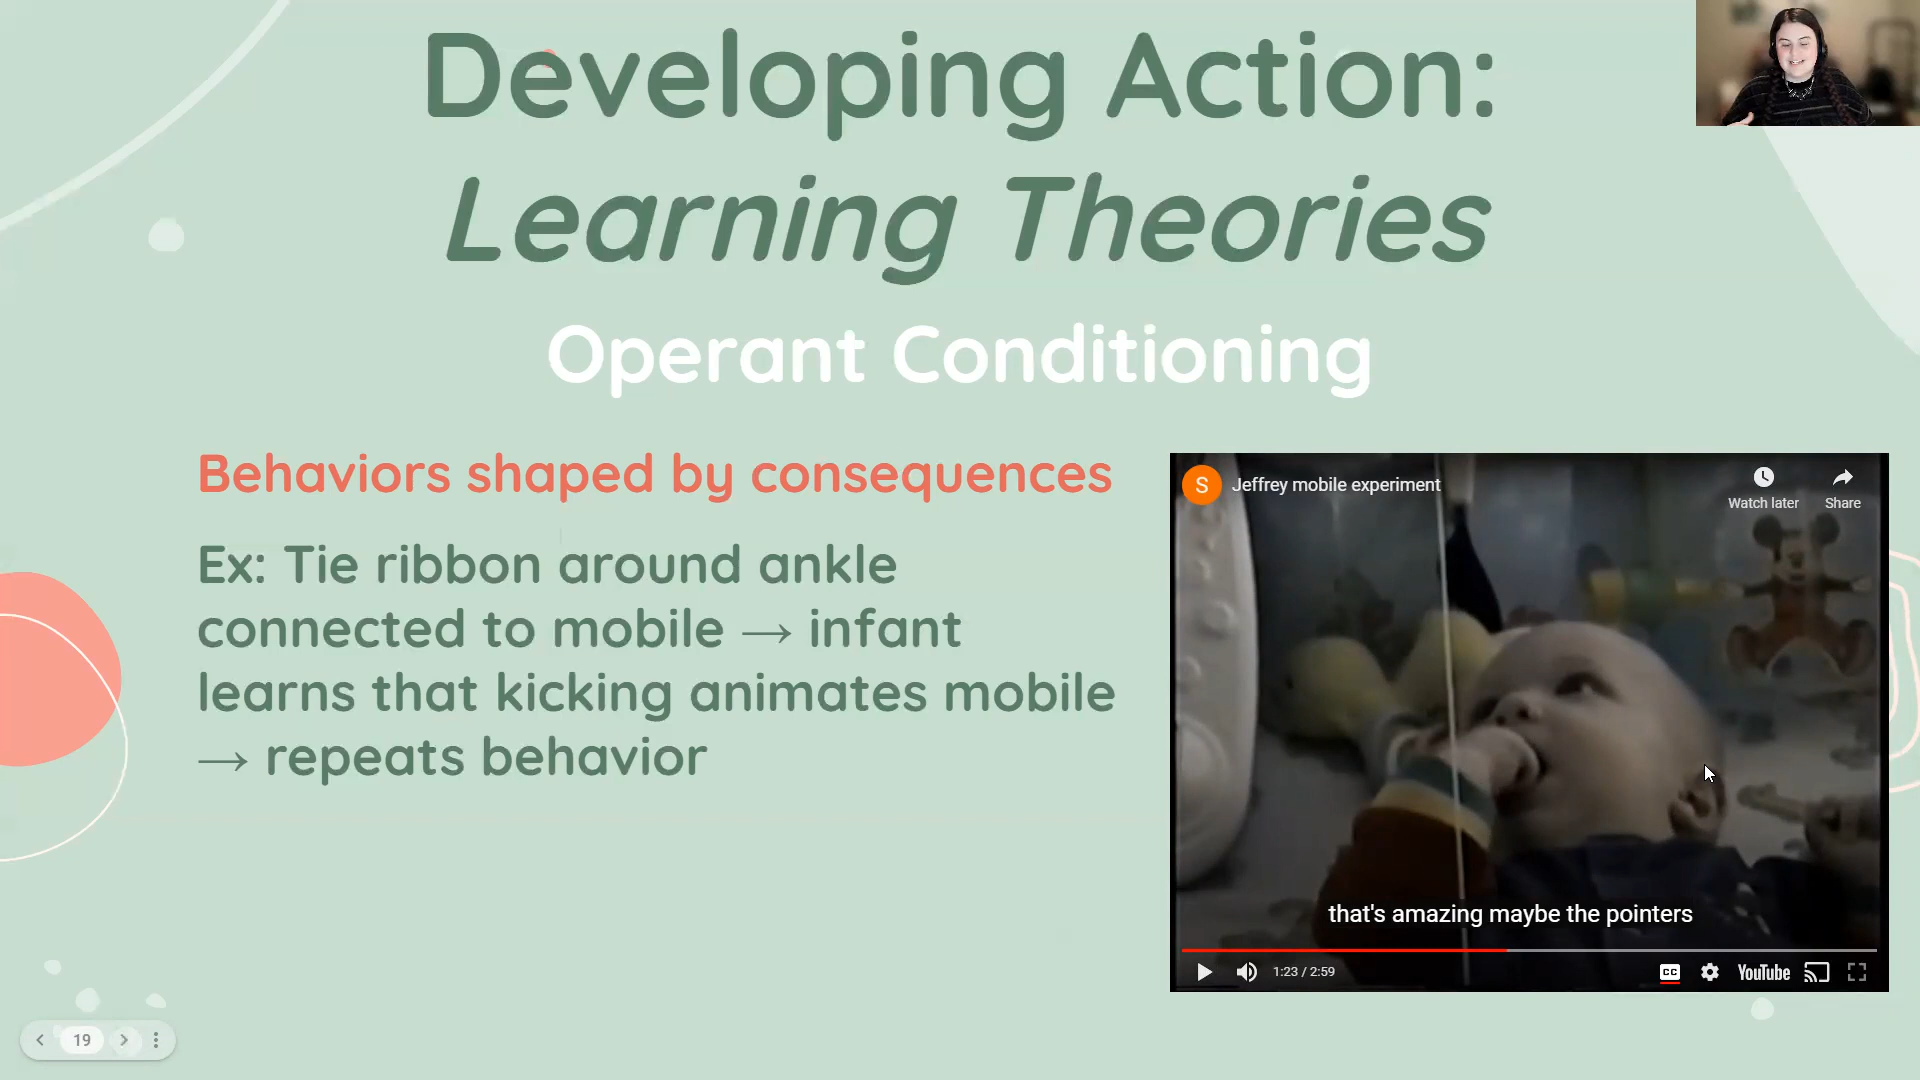 Developing Action:
Learning Theories
Operant Conditioning
Behaviors shaped by consequences
Ex: Tie ribbon around ankle
connected to mobile → infant
learns that kicking animates mobile
→ repeats behavior
S Jeffrey mobile experiment
Watch later Share
that's amazing maybe the pointers
1:23 / 2:59 CC YouTube
19